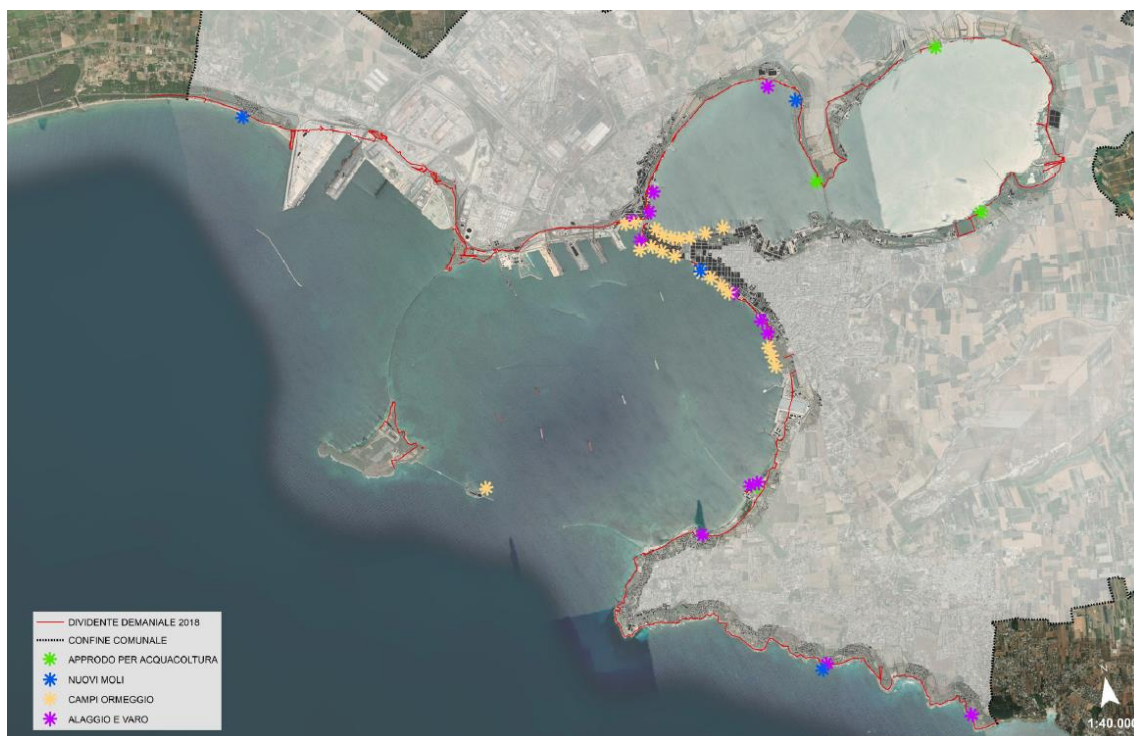 DIVIDENTE DEMANIALE 2018
CONFINE COMUNALE
APPRODO PER ACQUACOLTURA
NUOVI MOLI
CAMPI ORMEGGIO
ALAGGIO E VARO
N
1:40.000